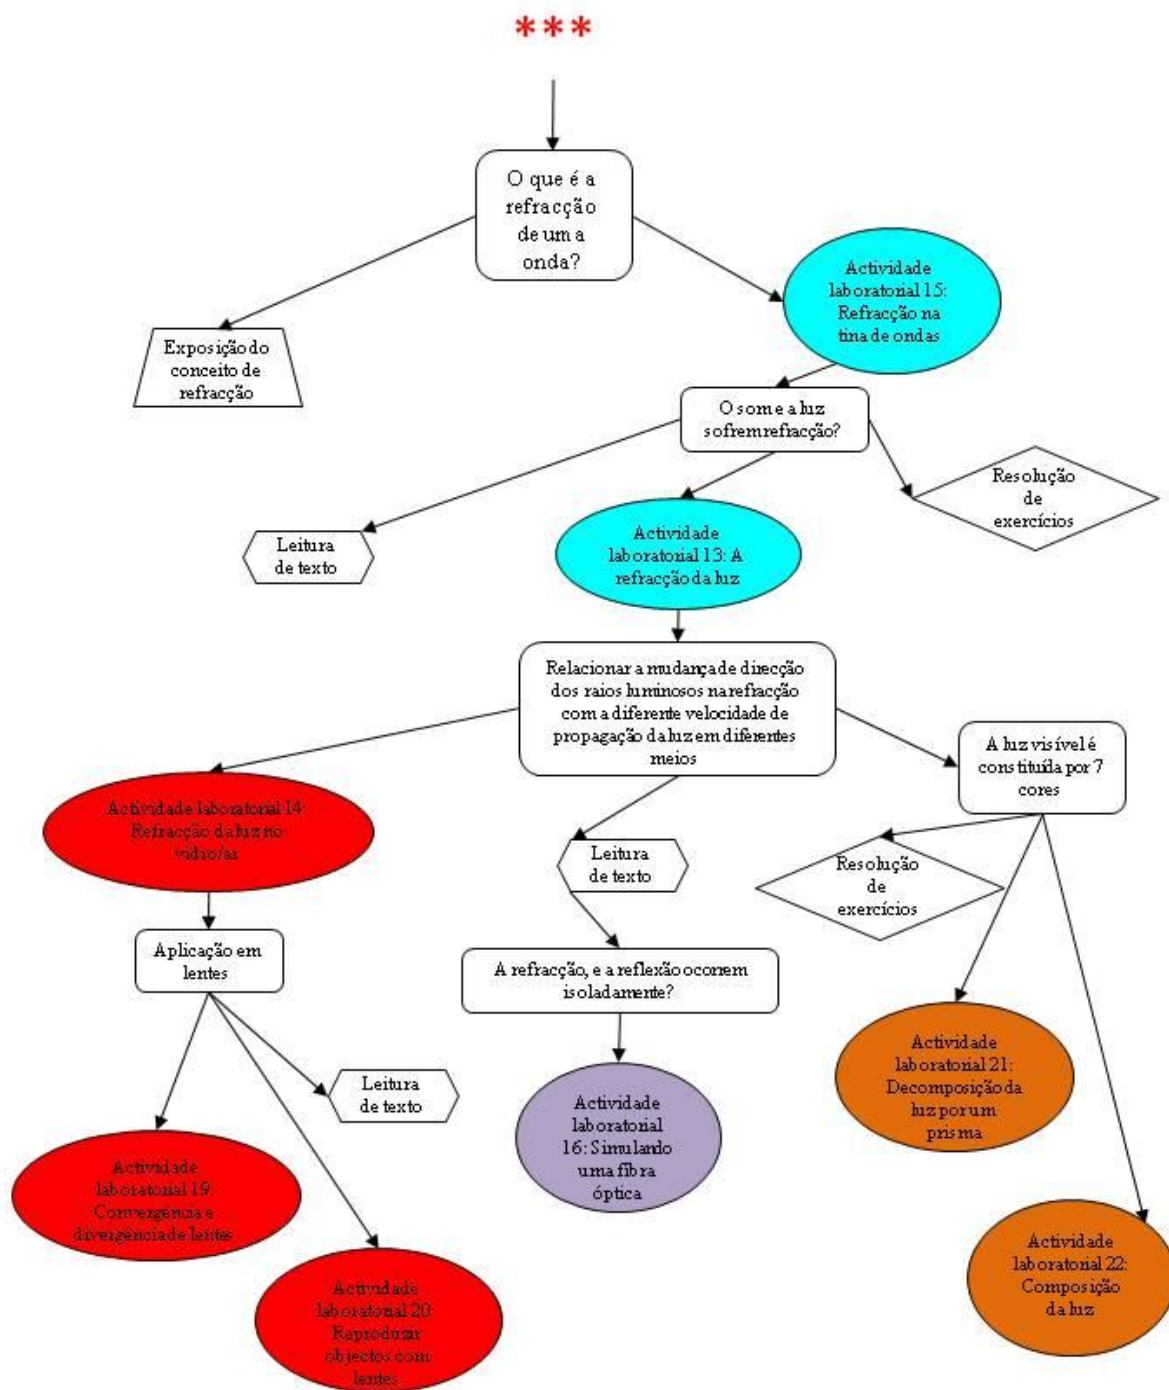 ***
O que é a
refracção
de uma
onda?
Actividade
laboratorial 15:
Refracção na
tina de ondas
Exposição do
conceito de
refracção
O som e a luz
sofrem refracção?
Resolução
de
exercícios
Leitura
de texto
Actividade
laboratorial 13: A
refracção da luz
Relacionar a mudança de direcção
dos raios luminosos na refracção
com a diferente velocidade de
propagação da luz em diferentes
meios
A luz visível é
constituída por 7
cores
Actividade laboratorial 14:
Refracção da luz no
vidro/ar
Leitura
de texto
Resolução
de
exercícios
Aplicação em
lentes
A refracção, e a reflexão ocorrem
isoladamente?
Actividade
laboratorial 21:
Decomposição da
luz por um
prisma
Leitura
de texto
Actividade
laboratorial
16: Simulando
uma fibra
óptica
Actividade
laboratorial 19:
Convergência e
divergência de lentes
Actividade
laboratorial 22:
Composição
da luz
Actividade
laboratorial 20:
Reproduzir
objectos com
lentes